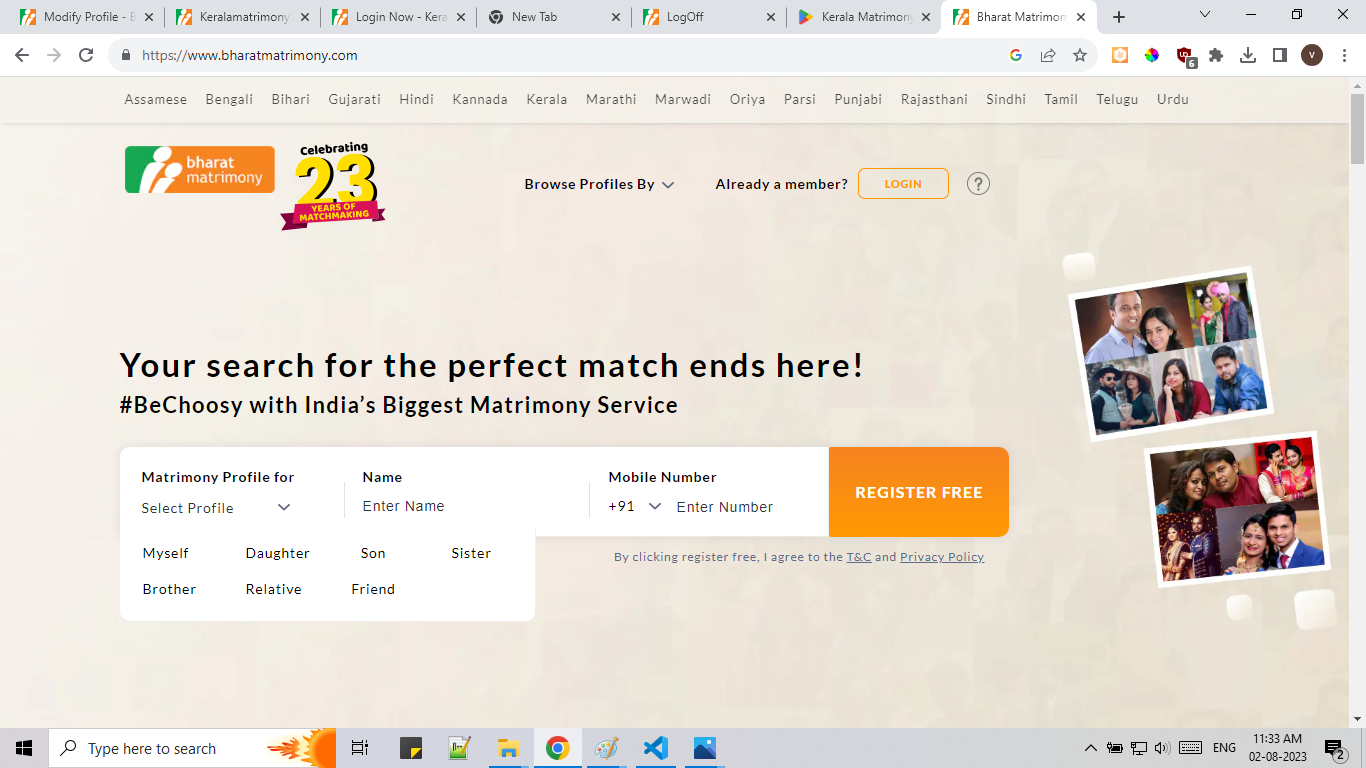 Modify Profile - B
Keralamatrimony
Login Now - Kera
New Tab
LogOff
Kerala Matrimony
Bharat Matrimon
https://www.bharatmatrimony.com
6
V
Assamese Bengali Bihari Gujarati Hindi Kannada Kerala Marathi Marwadi Oriya Parsi Punjabi Rajasthani Sindhi Tamil Telugu Urdu
bharat
matrimony
Celebrating
23
YEARS OF
MATCHMAKING
Browse Profiles By
Already a member?
LOGIN
?
Your search for the perfect match ends here!
#BeChoosy with India’s Biggest Matrimony Service
Matrimony Profile for
Name
Mobile Number
Select Profile
Enter Name
+91
Enter Number
REGISTER FREE
Myself Daughter Son Sister
By clicking register free, I agree to the T&C and Privacy Policy
Brother Relative Friend
Type here to search
ENG
11:33 AM
02-08-2023
2